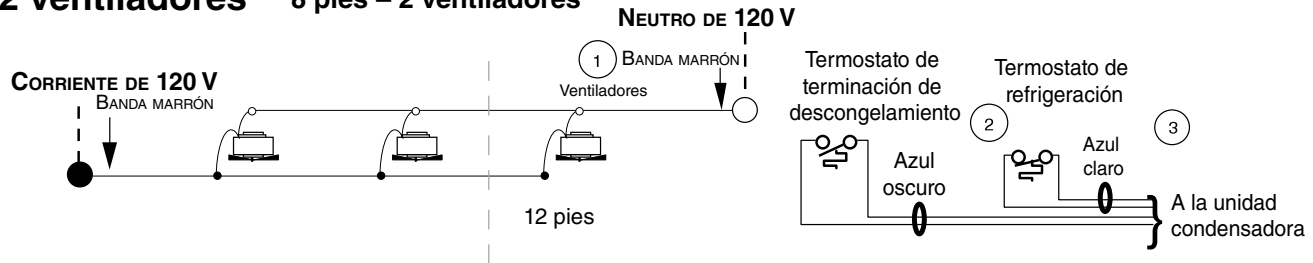 2 ventiladores
8 pies – 2 ventiladores
NEUTRO DE 120 V
1
BANDA MARRÓN
Ventiladores
CORRIENTE DE 120 V
BANDA MARRÓN
12 pies
Termostato de
terminación de
descongelamiento
2
Azul
oscuro
Termostato de
refrigeración
3
Azul
claro
A la unidad
condensadora